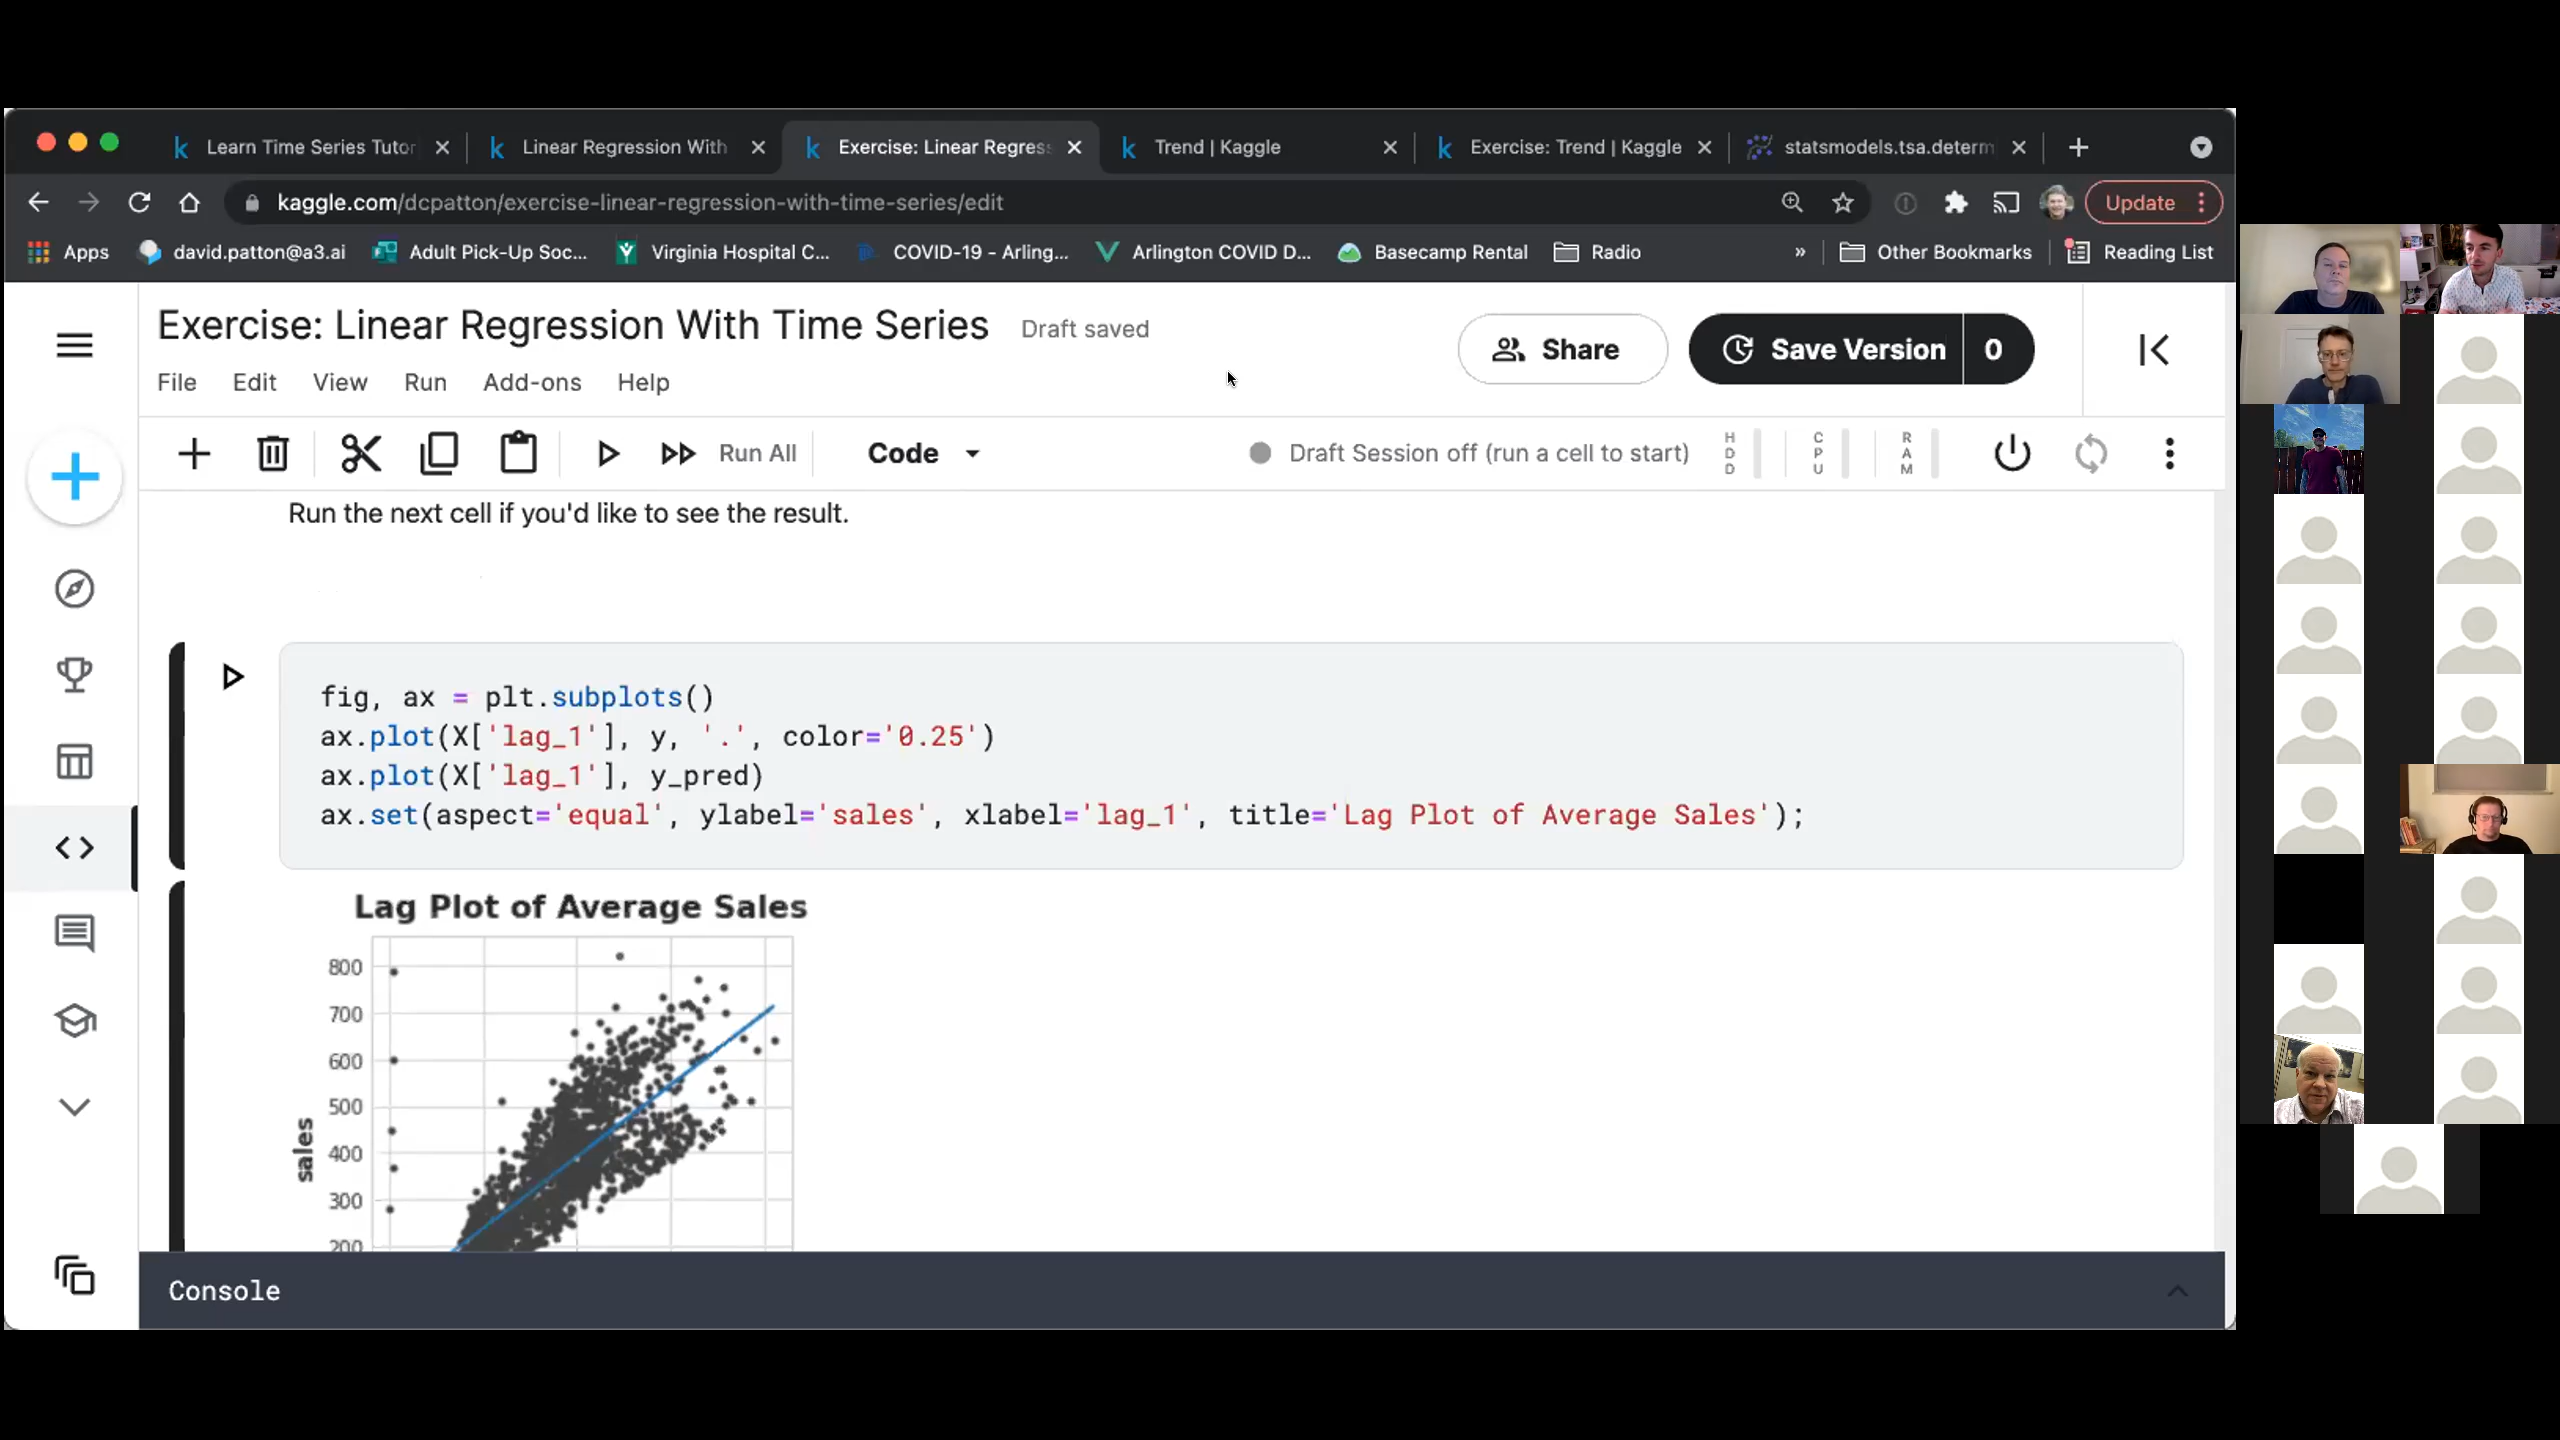 Learn Time Series Tutor
Linear Regression With
Exercise: Linear Regress
Trend | Kaggle
Exercise: Trend | Kaggle
statsmodels.tsa.determ
kaggle.com/dcpatton/exercise-linear-regression-with-time-series/edit
Update
Apps
david.patton@a3.ai
Adult Pick-Up Soc...
Virginia Hospital C...
COVID-19 - Arling...
Arlington COVID D...
Basecamp Rental
Radio
»
Other Bookmarks
Reading List
Exercise: Linear Regression With Time Series
Draft saved
Share
Save Version
0
File
Edit
View
Run
Add-ons
Help
Run All
Code
Draft Session off (run a cell to start)
HDD
CPU
RAM
Run the next cell if you'd like to see the result.
fig, ax = plt.subplots()
ax.plot(X['lag_1'], y, '.', color='0.25')
ax.plot(X['lag_1'], y_pred)
ax.set(aspect='equal', ylabel='sales', xlabel='lag_1', title='Lag Plot of Average Sales');
Lag Plot of Average Sales
800
700
600
500
400
300
200
sales
Console